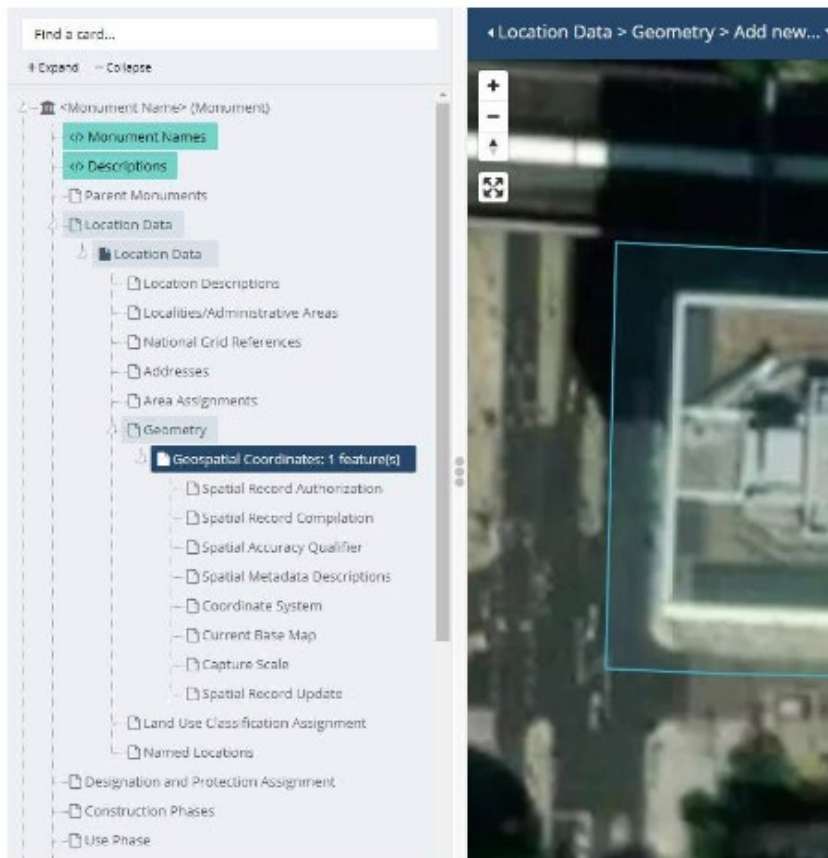 Find a card...
+ Expand – Collapse
<Monument Name> (Monument)
</> Monument Names
</> Descriptions
Parent Monuments
Location Data
Location Data
Location Descriptions
Localities/Administrative Areas
National Grid References
Addresses
Area Assignments
Geometry
Geospatial Coordinates: 1 feature(s)
Spatial Record Authorization
Spatial Record Compilation
Spatial Accuracy Qualifier
Spatial Metadata Descriptions
Coordinate System
Current Base Map
Capture Scale
Spatial Record Update
Land Use Classification Assignment
Named Locations
Designation and Protection Assignment
Construction Phases
Use Phase
Location Data > Geometry > Add new...